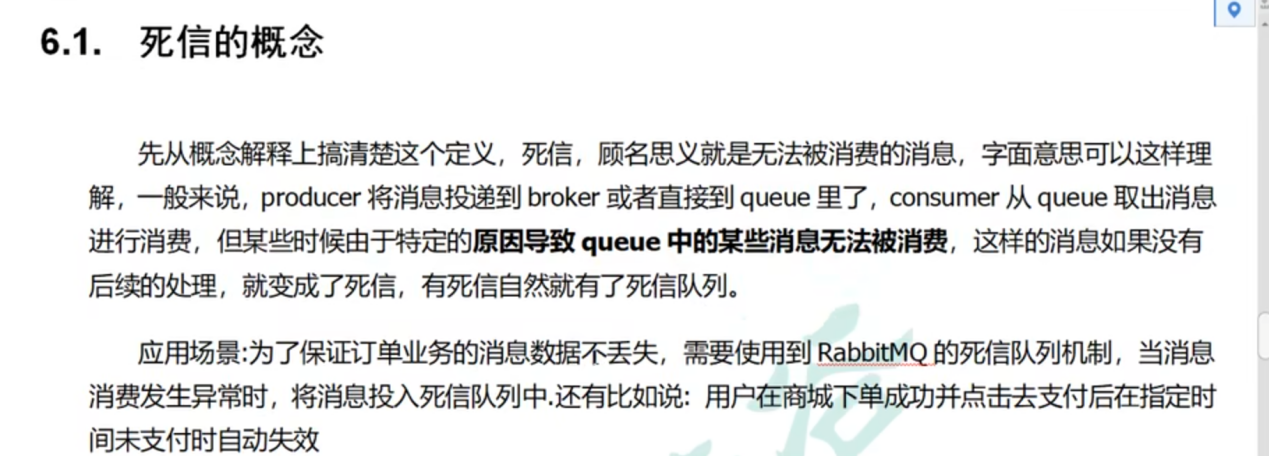 6.1. 死信的概念
先从概念解释上搞清楚这个定义，死信，顾名思义就是无法被消费的消息，字面意思可以这样理
解，一般来说，producer 将消息投递到 broker 或者直接到 queue 里了，consumer 从 queue 取出消息
进行消费，但某些时候由于特定的原因导致 queue 中的某些消息无法被消费，这样的消息如果没有
后续的处理，就变成了死信，有死信自然就有了死信队列。
应用场景:为了保证订单业务的消息数据不丢失，需要使用到 RabbitMQ 的死信队列机制，当消息
消费发生异常时，将消息投入死信队列中.还有比如说: 用户在商城下单成功并点击去支付后在指定时
间未支付时自动失效